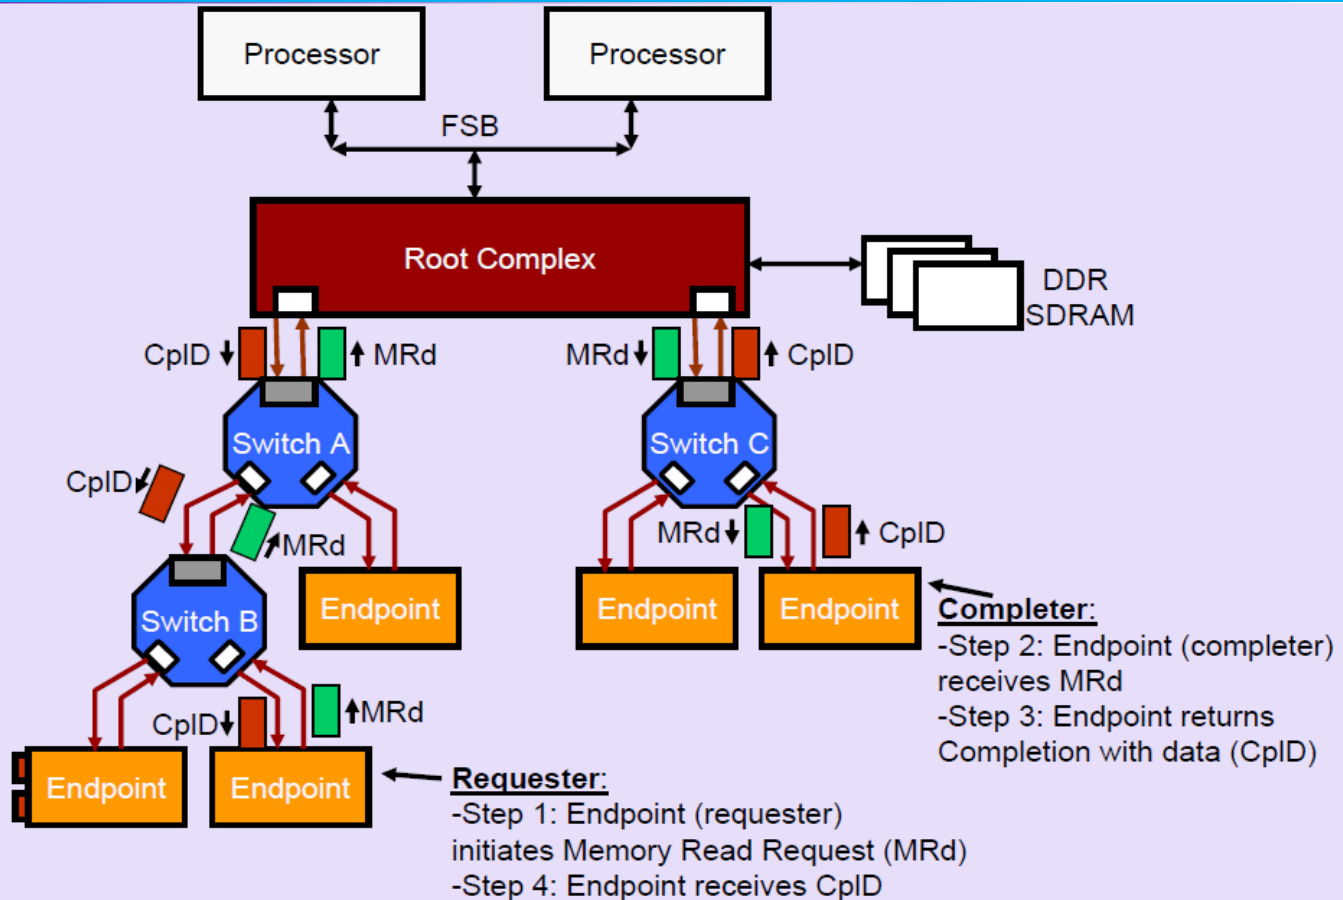 Processor
Processor
FSB
Root Complex
DDR
SDRAM
CplD
MRd
MRd
CplD
Switch A
Switch C
CplD
MRd
MRd
CplD
Endpoint
Endpoint
Endpoint
Switch B
Completer:
-Step 2: Endpoint (completer)
receives MRd
-Step 3: Endpoint returns
Completion with data (CplD)
CplD
MRd
Endpoint
Endpoint
Requester:
-Step 1: Endpoint (requester)
initiates Memory Read Request (MRd)
-Step 4: Endpoint receives CplD